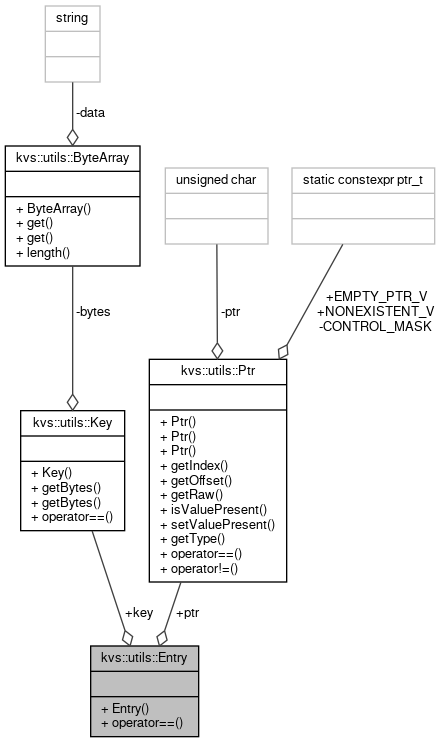 string
-data
kvs::utils::ByteArray
+ ByteArray()
+ get()
+ get()
+ length()
unsigned char
static constexpr ptr_t
-bytes
-ptr
+EMPTY_PTR_V
+NONEXISTENT_V
-CONTROL_MASK
kvs::utils::Key
+ Key()
+ getBytes()
+ getBytes()
+ operator==()
kvs::utils::Ptr
+ Ptr()
+ Ptr()
+ Ptr()
+ getIndex()
+ getOffset()
+ getRaw()
+ isValuePresent()
+ setValuePresent()
+ getType()
+ operator==()
+ operator!=()
+key
+ptr
kvs::utils::Entry
+ Entry()
+ operator==()